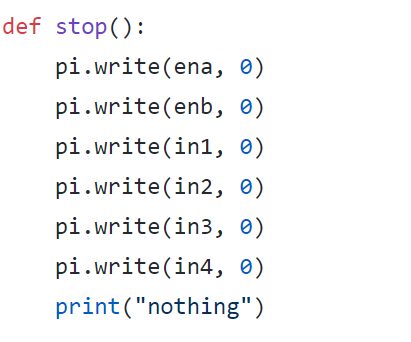 def stop():
    pi.write(ena, 0)
    pi.write(enb, 0)
    pi.write(in1, 0)
    pi.write(in2, 0)
    pi.write(in3, 0)
    pi.write(in4, 0)
    print("nothing")